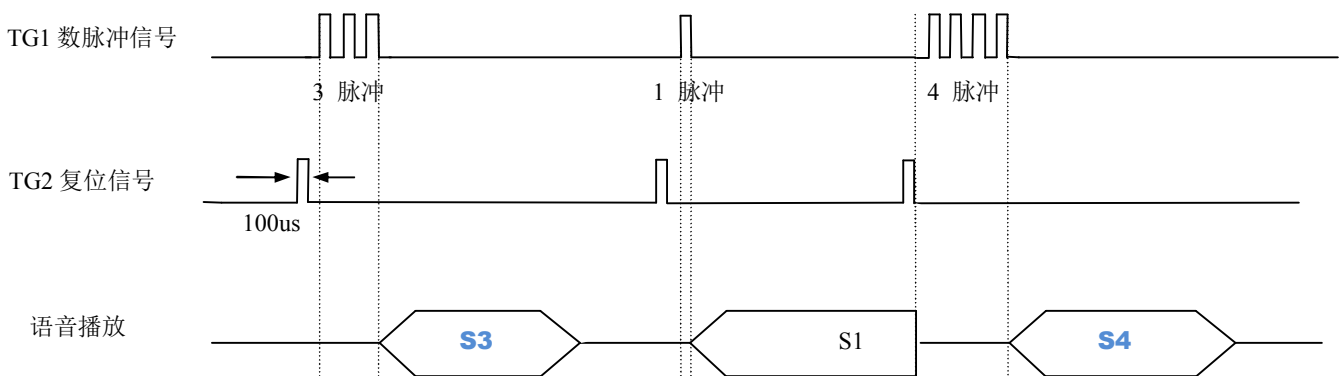 TG1 数脉冲信号
3 脉冲
1 脉冲
4 脉冲
TG2 复位信号
100us
语音播放
S3
S1
S4